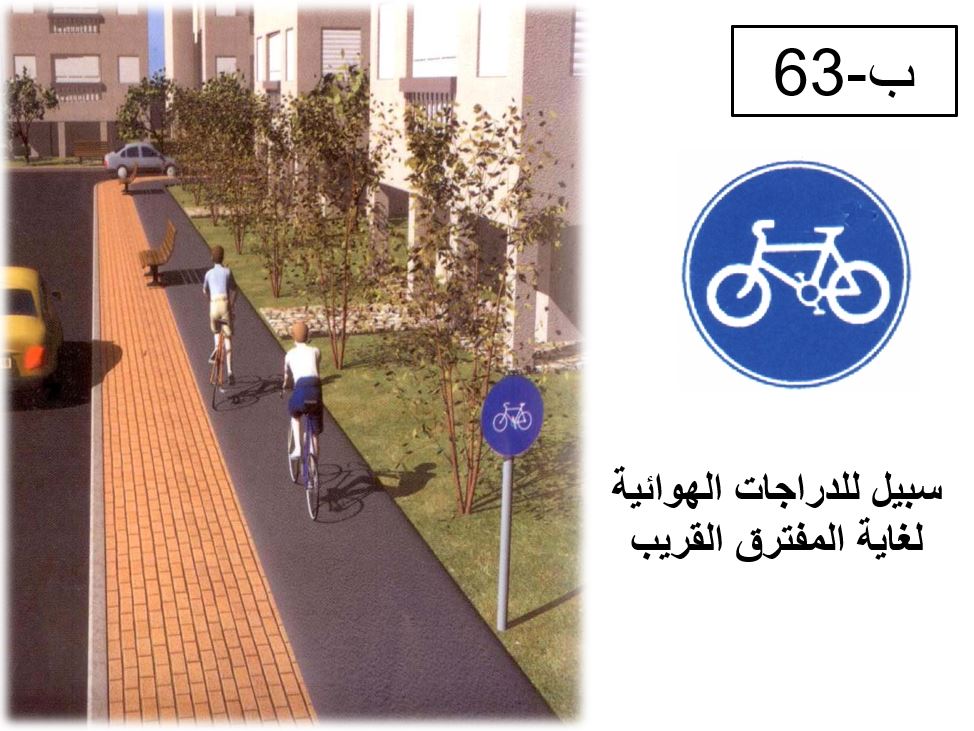 ب-63
سبيل للدراجات الهوائية
لغاية المفترق القريب